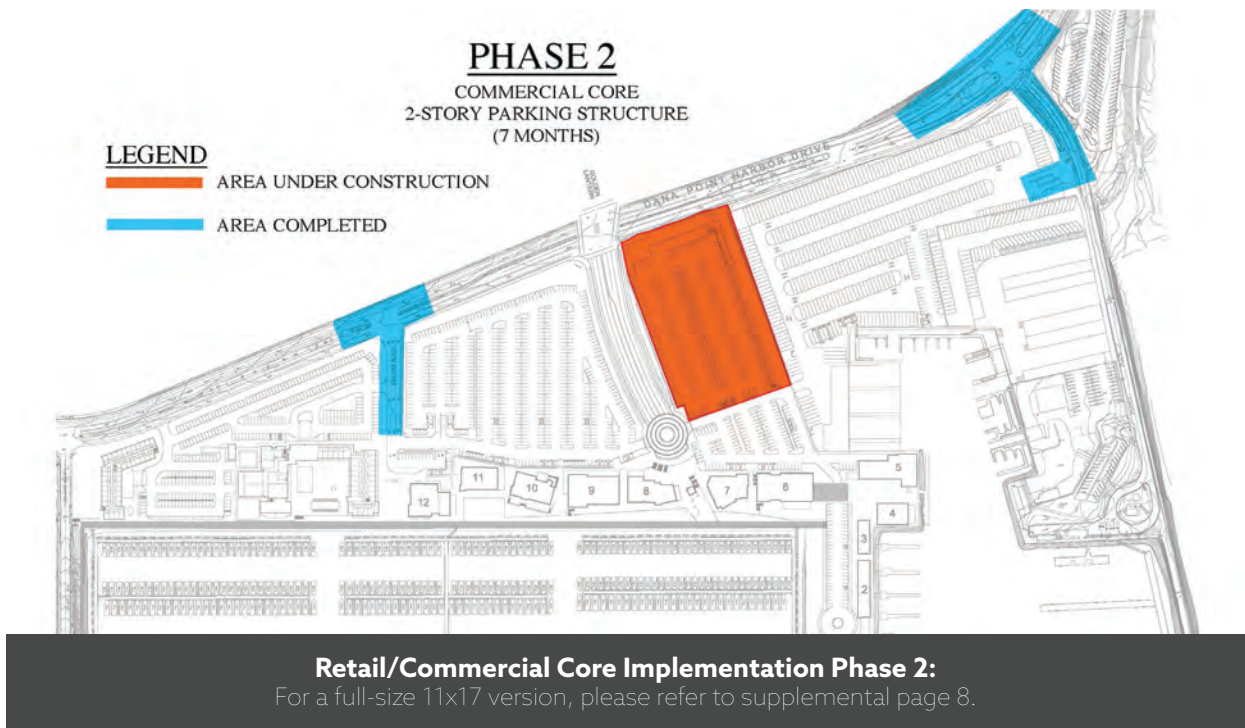 PHASE 2
COMMERCIAL CORE
2-STORY PARKING STRUCTURE
(7 MONTHS)
LEGEND
AREA UNDER CONSTRUCTION
AREA COMPLETED
GOLDEN LANTERN
DANA POINT HARBOR DRIVE
12
11
10
9
8
7
6
5
4
3
2
Retail/Commercial Core Implementation Phase 2:
For a full-size 11x17 version, please refer to supplemental page 8.